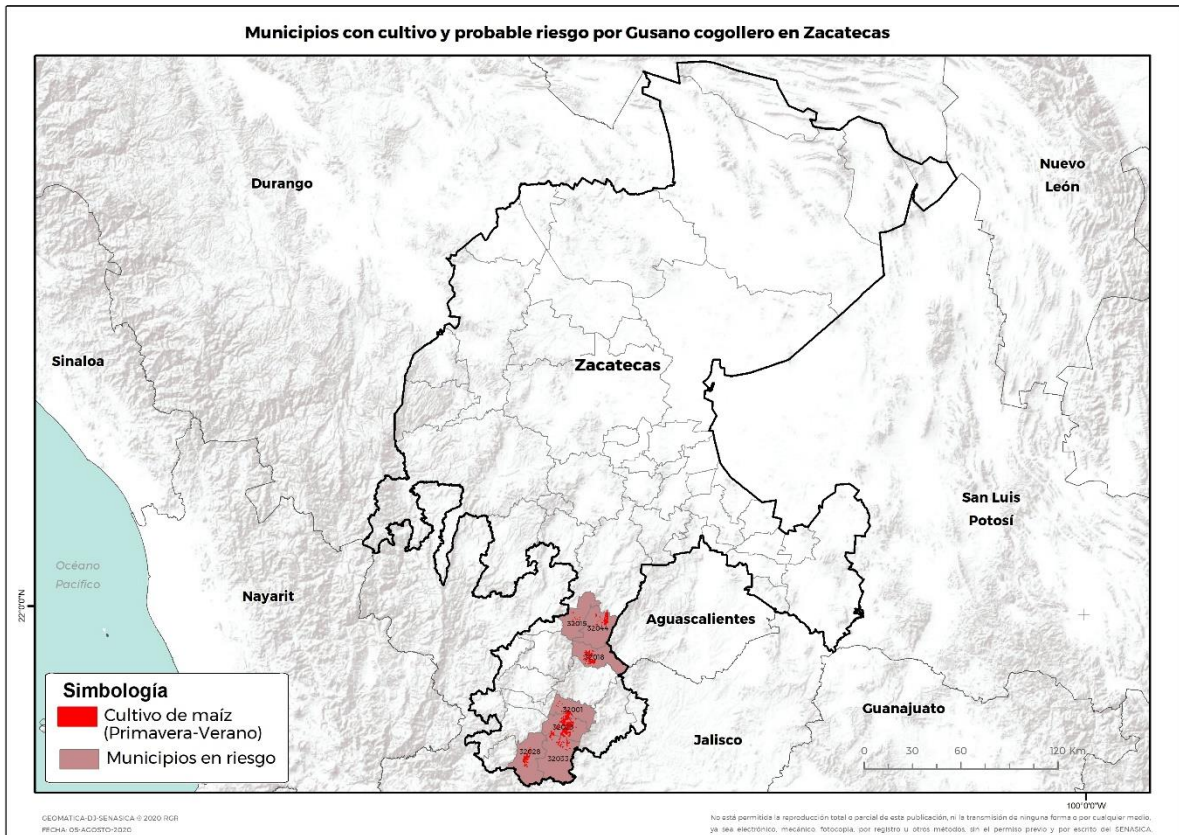 Municipios con cultivo y probable riesgo por Gusano cogollero en Zacatecas
Durango
Nuevo
León
Sinaloa
Zacatecas
San Luis
Potosí
Océano
Pacífico
Nayarit
22°0'0"N
Aguascalientes
32015
32044
32018
Guanajuato
Jalisco
32001
32028
32033
0 30 60 120 Km
Simbología
Cultivo de maíz
(Primavera-Verano)
Municipios en riesgo
100°0'0"W
GEOMATICA-DJ-SENASICA © 2020 RGR
FECHA: 05-AGOSTO-2020
No está permitida la reproducción total o parcial de esta publicación, ni la transmisión de ninguna forma o por cualquier medio,
ya sea electrónico, mecánico, fotocopia, por registro u otros métodos, sin el permiso previo y por escrito del SENASICA.